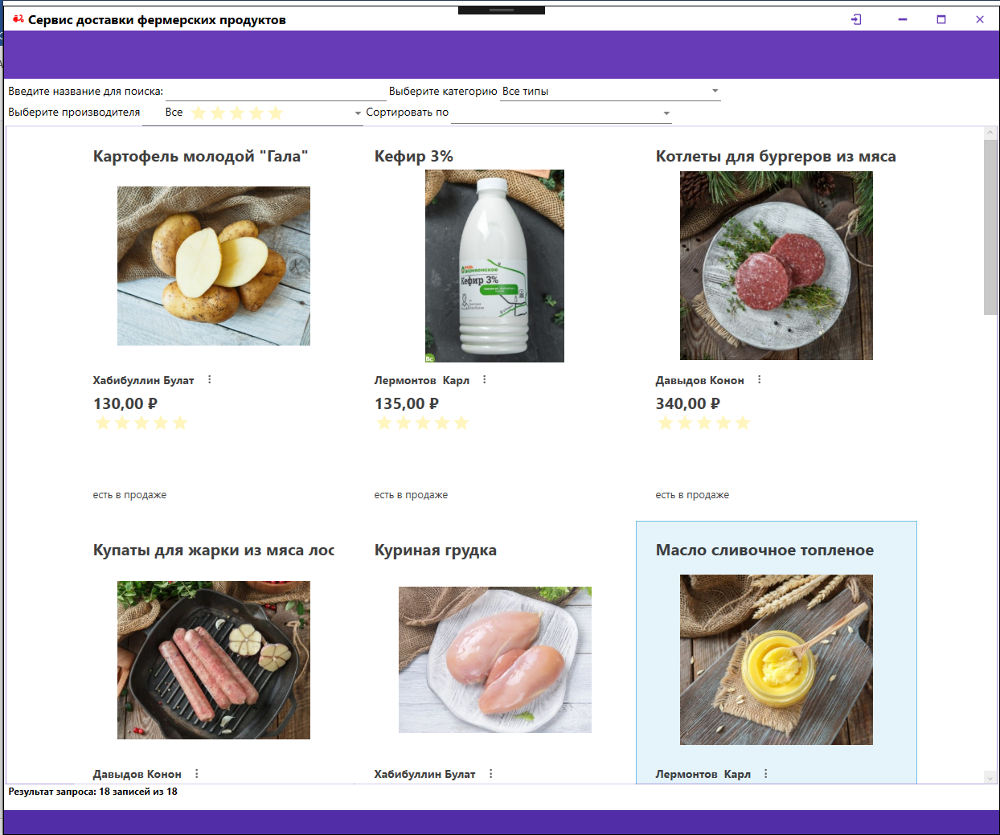 Сервис доставки фермерских продуктов
Введите название для поиска: Выберите категорию Все типы
Выберите производителя Все Сортировать по
Картофель молодой "Гала" Кефир 3% Котлеты для бургеров из мяса
деревенское
Кефир 3%
Вс
Хабибуллин Булат Лермонтов Карл Давыдов Конон
130,00 ₽ 135,00 ₽ 340,00 ₽
есть в продаже есть в продаже есть в продаже
Купаты для жарки из мяса лос Куриная грудка Масло сливочное топленое
Давыдов Конон Хабибуллин Булат Лермонтов Карл
Результат запроса: 18 записей из 18